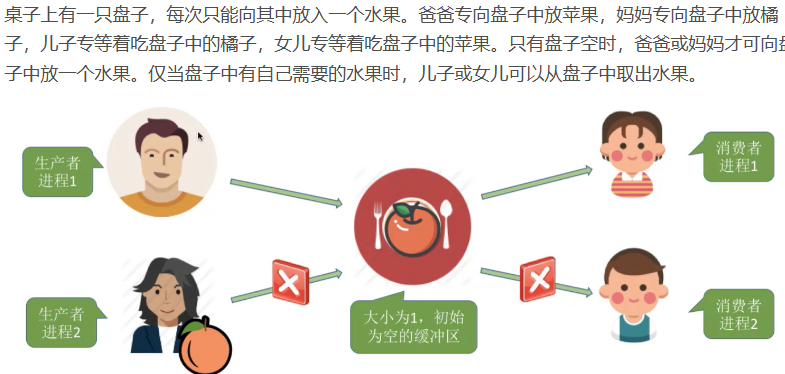 桌子上有一只盘子，每次只能向其中放入一个水果。爸爸专向盘子中放苹果，妈妈专向盘子中放橘
子，儿子专等着吃盘子中的橘子，女儿专等着吃盘子中的苹果。只有盘子空时，爸爸或妈妈才可向盘
子中放一个水果。仅当盘子中有自己需要的水果时，儿子或女儿可以从盘子中取出水果。
生产者
进程1
消费者
进程1
生产者
进程2
大小为1，初始
为空的缓冲区
消费者
进程2